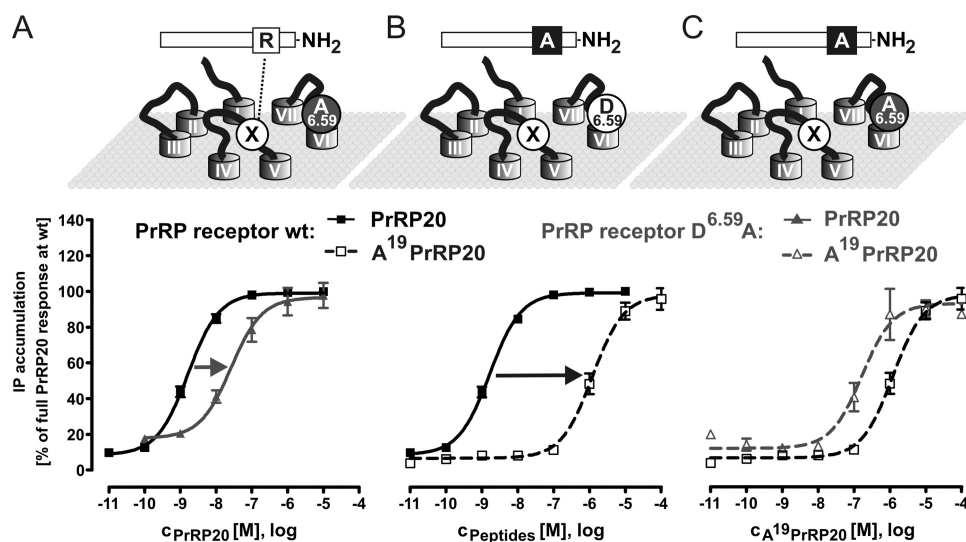 A
R
-NH2
A 6.59
II
III
IV
V
VI
VII
X
B
A
-NH2
D 6.59
II
III
IV
V
VI
VII
X
C
A
-NH2
A 6.59
II
III
IV
V
VI
VII
X
PrRP receptor wt:
PrRP20
A19PrRP20
PrRP receptor D6.59A:
PrRP20
A19PrRP20
IP accumulation
[% of full PrRP20 response at wt]
140
120
100
80
60
40
20
0
-11 -10 -9 -8 -7 -6 -5 -4
cPrRP20 [M], log
-11 -10 -9 -8 -7 -6 -5 -4
cPeptides [M], log
-11 -10 -9 -8 -7 -6 -5 -4
cA19PrRP20 [M], log